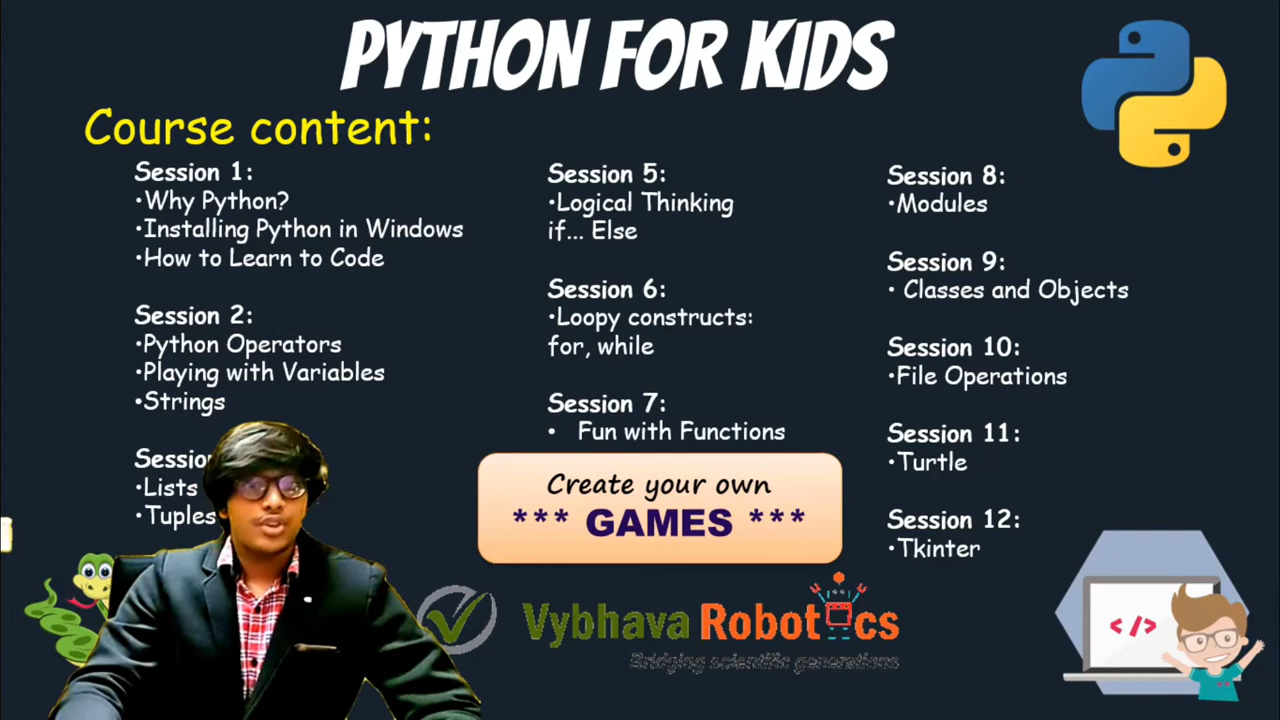 PYTHON FOR KIDS
Course content:
Session 1:
•Why Python?
•Installing Python in Windows
•How to Learn to Code
Session 2:
•Python Operators
•Playing with Variables
•Strings
Session
•Lists
•Tuples
Session 5:
•Logical Thinking
if... Else
Session 6:
•Loopy constructs:
for, while
Session 7:
• Fun with Functions
Create your own
*** GAMES ***
Session 8:
•Modules
Session 9:
• Classes and Objects
Session 10:
•File Operations
Session 11:
•Turtle
Session 12:
•Tkinter
</>
Vybhava Robotics
Bridging scientific generations